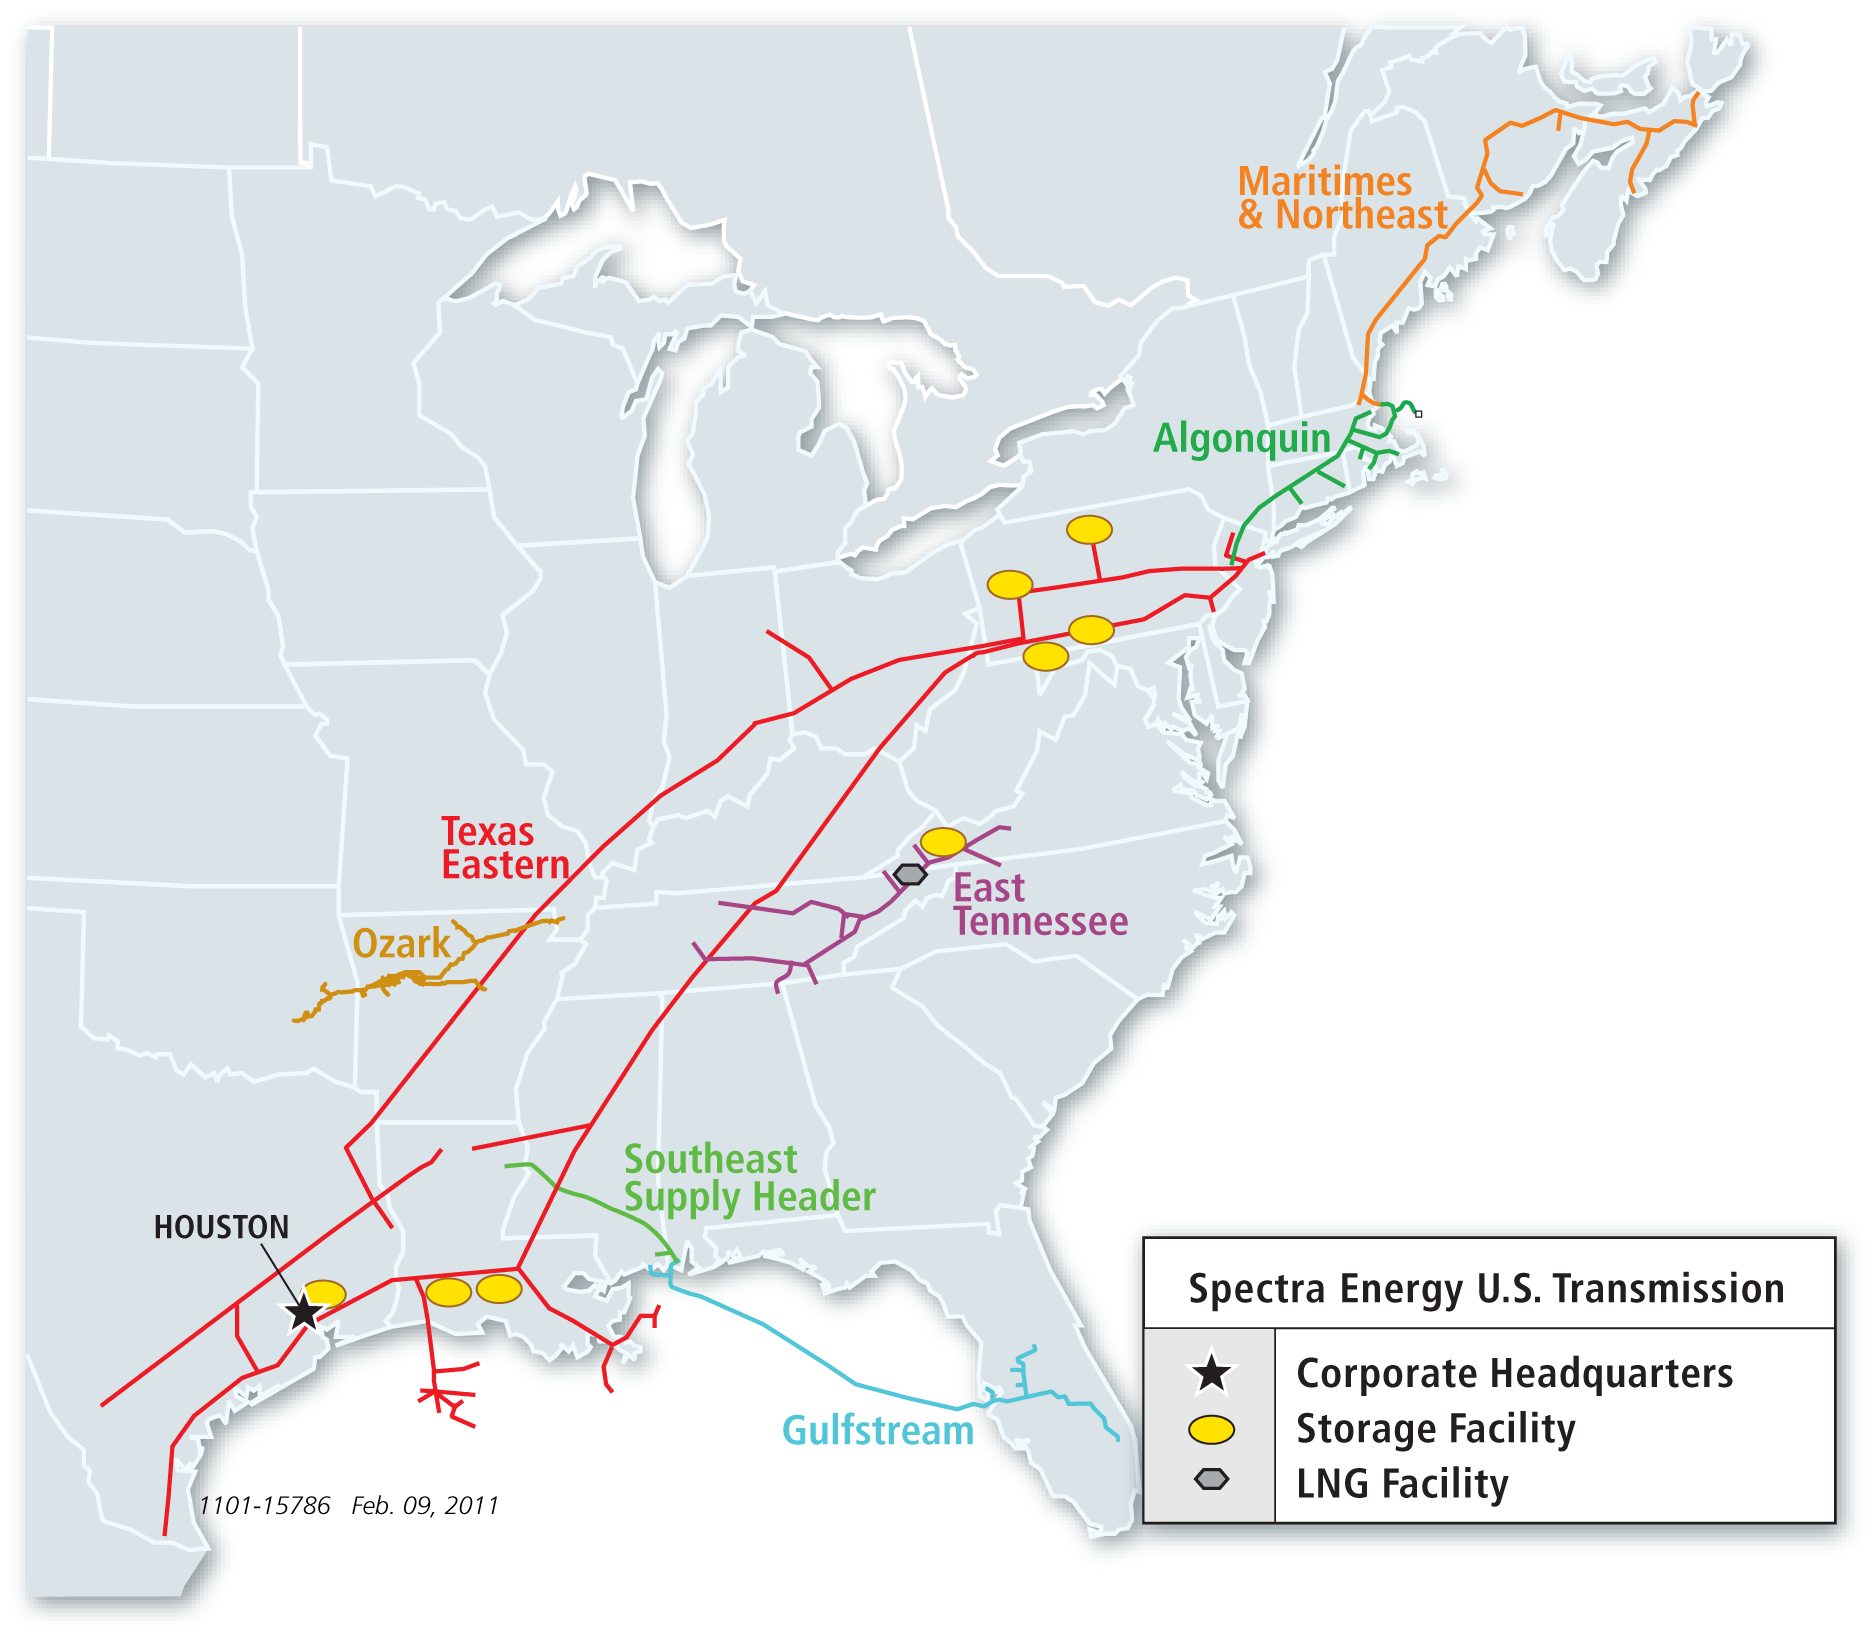 Maritimes
& Northeast
Algonquin
Texas
Eastern
East
Tennessee
Ozark
Southeast
Supply Header
HOUSTON
Gulfstream
Spectra Energy U.S. Transmission
Corporate Headquarters
Storage Facility
LNG Facility
1101-15786 Feb. 09, 2011